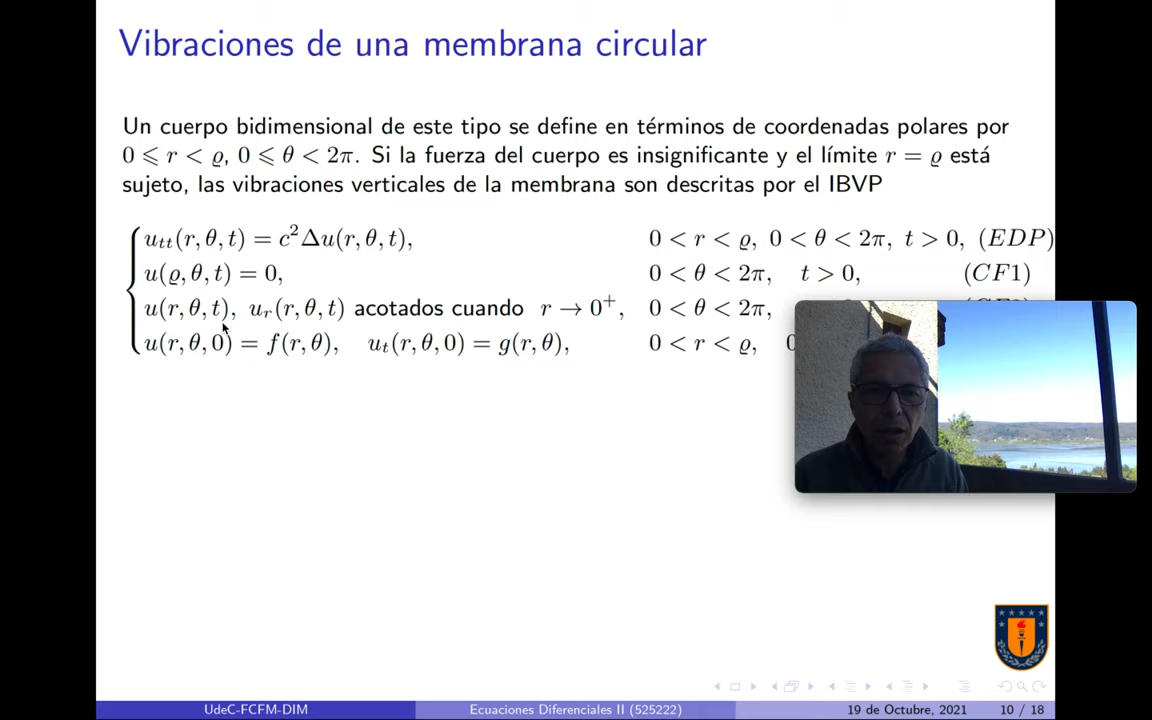 Vibraciones de una membrana circular
Un cuerpo bidimensional de este tipo se define en términos de coordenadas polares por
0 ⩽ r < ϱ, 0 ⩽ θ < 2π. Si la fuerza del cuerpo es insignificante y el límite r = ϱ está
sujeto, las vibraciones verticales de la membrana son descritas por el IBVP
u_tt(r, θ, t) = c²Δu(r, θ, t), 0 < r < ϱ, 0 < θ < 2π, t > 0, (EDP)
u(ϱ, θ, t) = 0, 0 < θ < 2π, t > 0, (CF1)
u(r, θ, t), u_r(r, θ, t) acotados cuando r → 0⁺, 0 < θ < 2π,
u(r, θ, 0) = f(r, θ), u_t(r, θ, 0) = g(r, θ), 0 < r < ϱ,
UdeC-FCFM-DIM Ecuaciones Diferenciales II (525222) 19 de Octubre, 2021 10 / 18